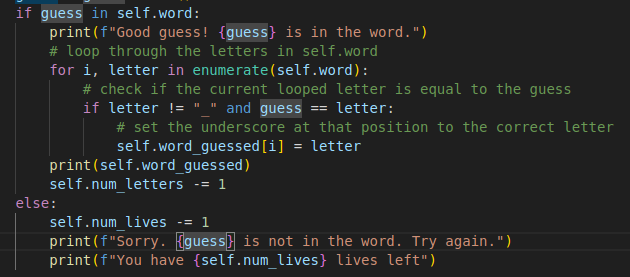 if guess in self.word:
    print(f"Good guess! {guess} is in the word.")
    # loop through the letters in self.word
    for i, letter in enumerate(self.word):
        # check if the current looped letter is equal to the guess
        if letter != "_" and guess == letter:
            # set the underscore at that position to the correct letter
            self.word_guessed[i] = letter
    print(self.word_guessed)
    self.num_letters -= 1
else:
    self.num_lives -= 1
    print(f"Sorry. {guess} is not in the word. Try again.")
    print(f"You have {self.num_lives} lives left")